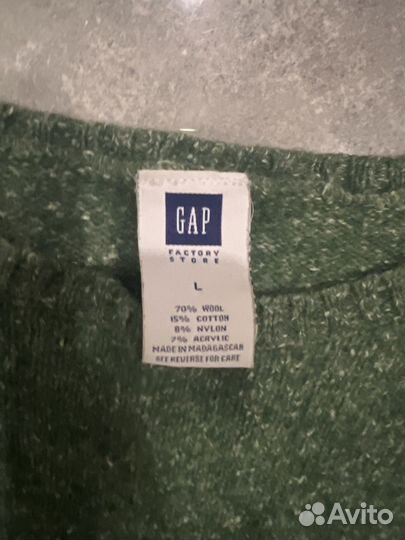 GAP
FACTORY
STORE
L
70% WOOL
15% COTTON
8% NYLON
7% ACRYLIC
MADE IN MADAGASCAR
SEE REVERSE FOR CARE
Avito